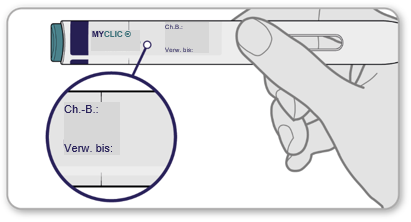 MYCLIC
Ch.B.:
Verw. bis:
Ch.-B.:
Verw. bis: